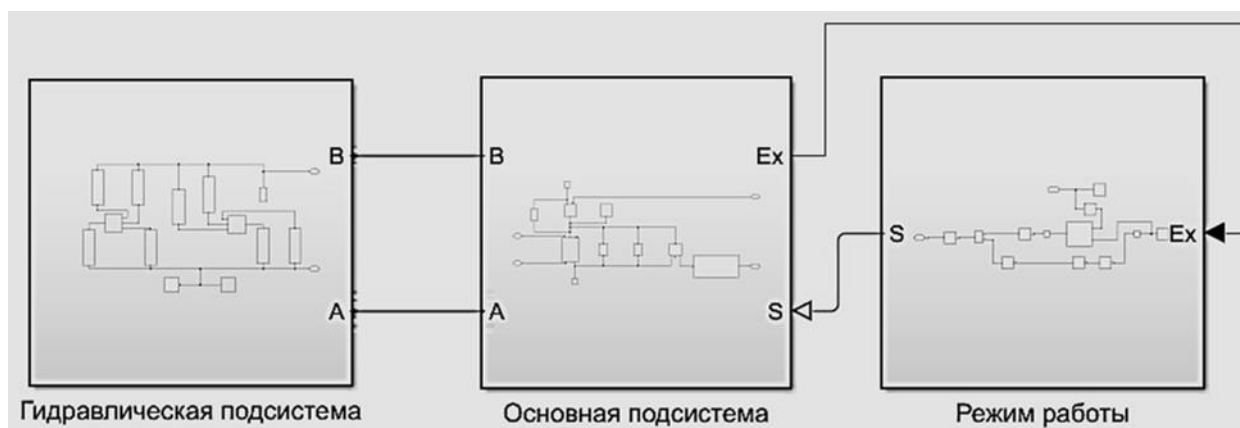 B
B
Ex
S
Ex
A
A
S
Гидравлическая подсистема
Основная подсистема
Режим работы